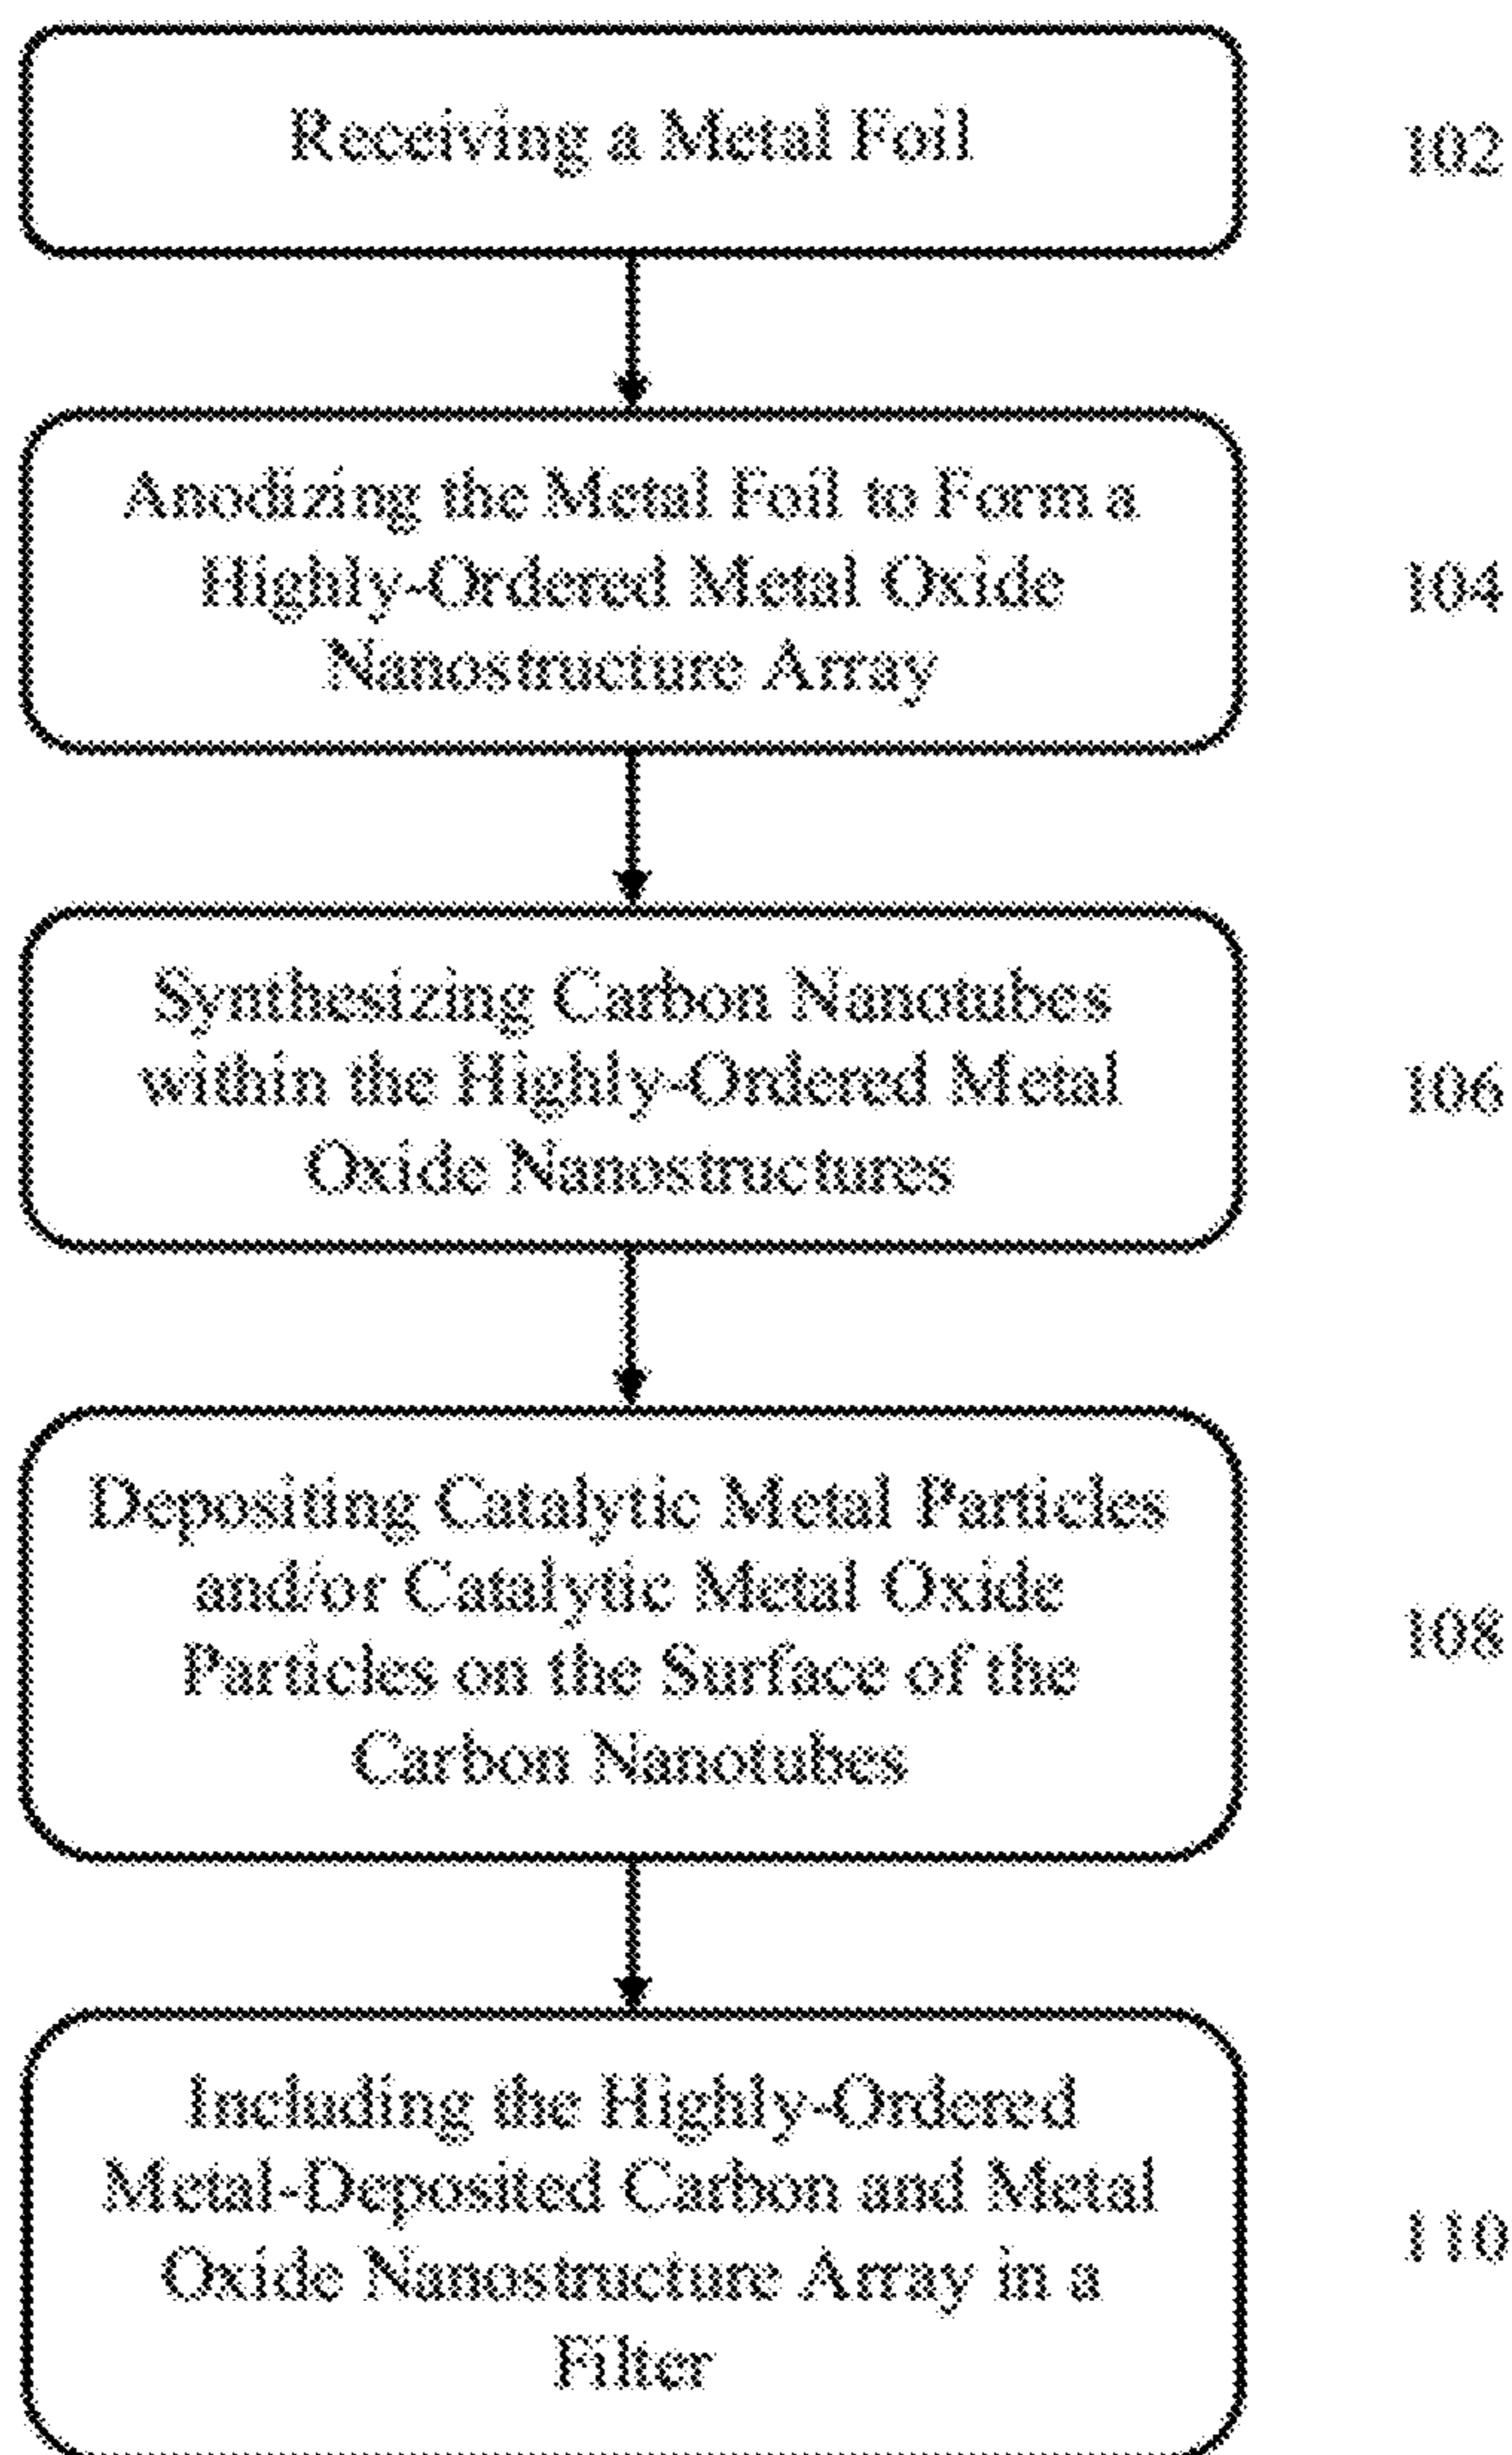 Receiving a Metal Foil
102
Anodizing the Metal Foil to Form a
Highly-Ordered Metal Oxide
Nanostructure Array
104
Synthesizing Carbon Nanotubes
within the Highly-Ordered Metal
Oxide Nanostructures
106
Depositing Catalytic Metal Particles
and/or Catalytic Metal Oxide
Particles on the Surface of the
Carbon Nanotubes
108
Including the Highly-Ordered
Metal-Deposited Carbon and Metal
Oxide Nanostructure Array in a
Filter
110